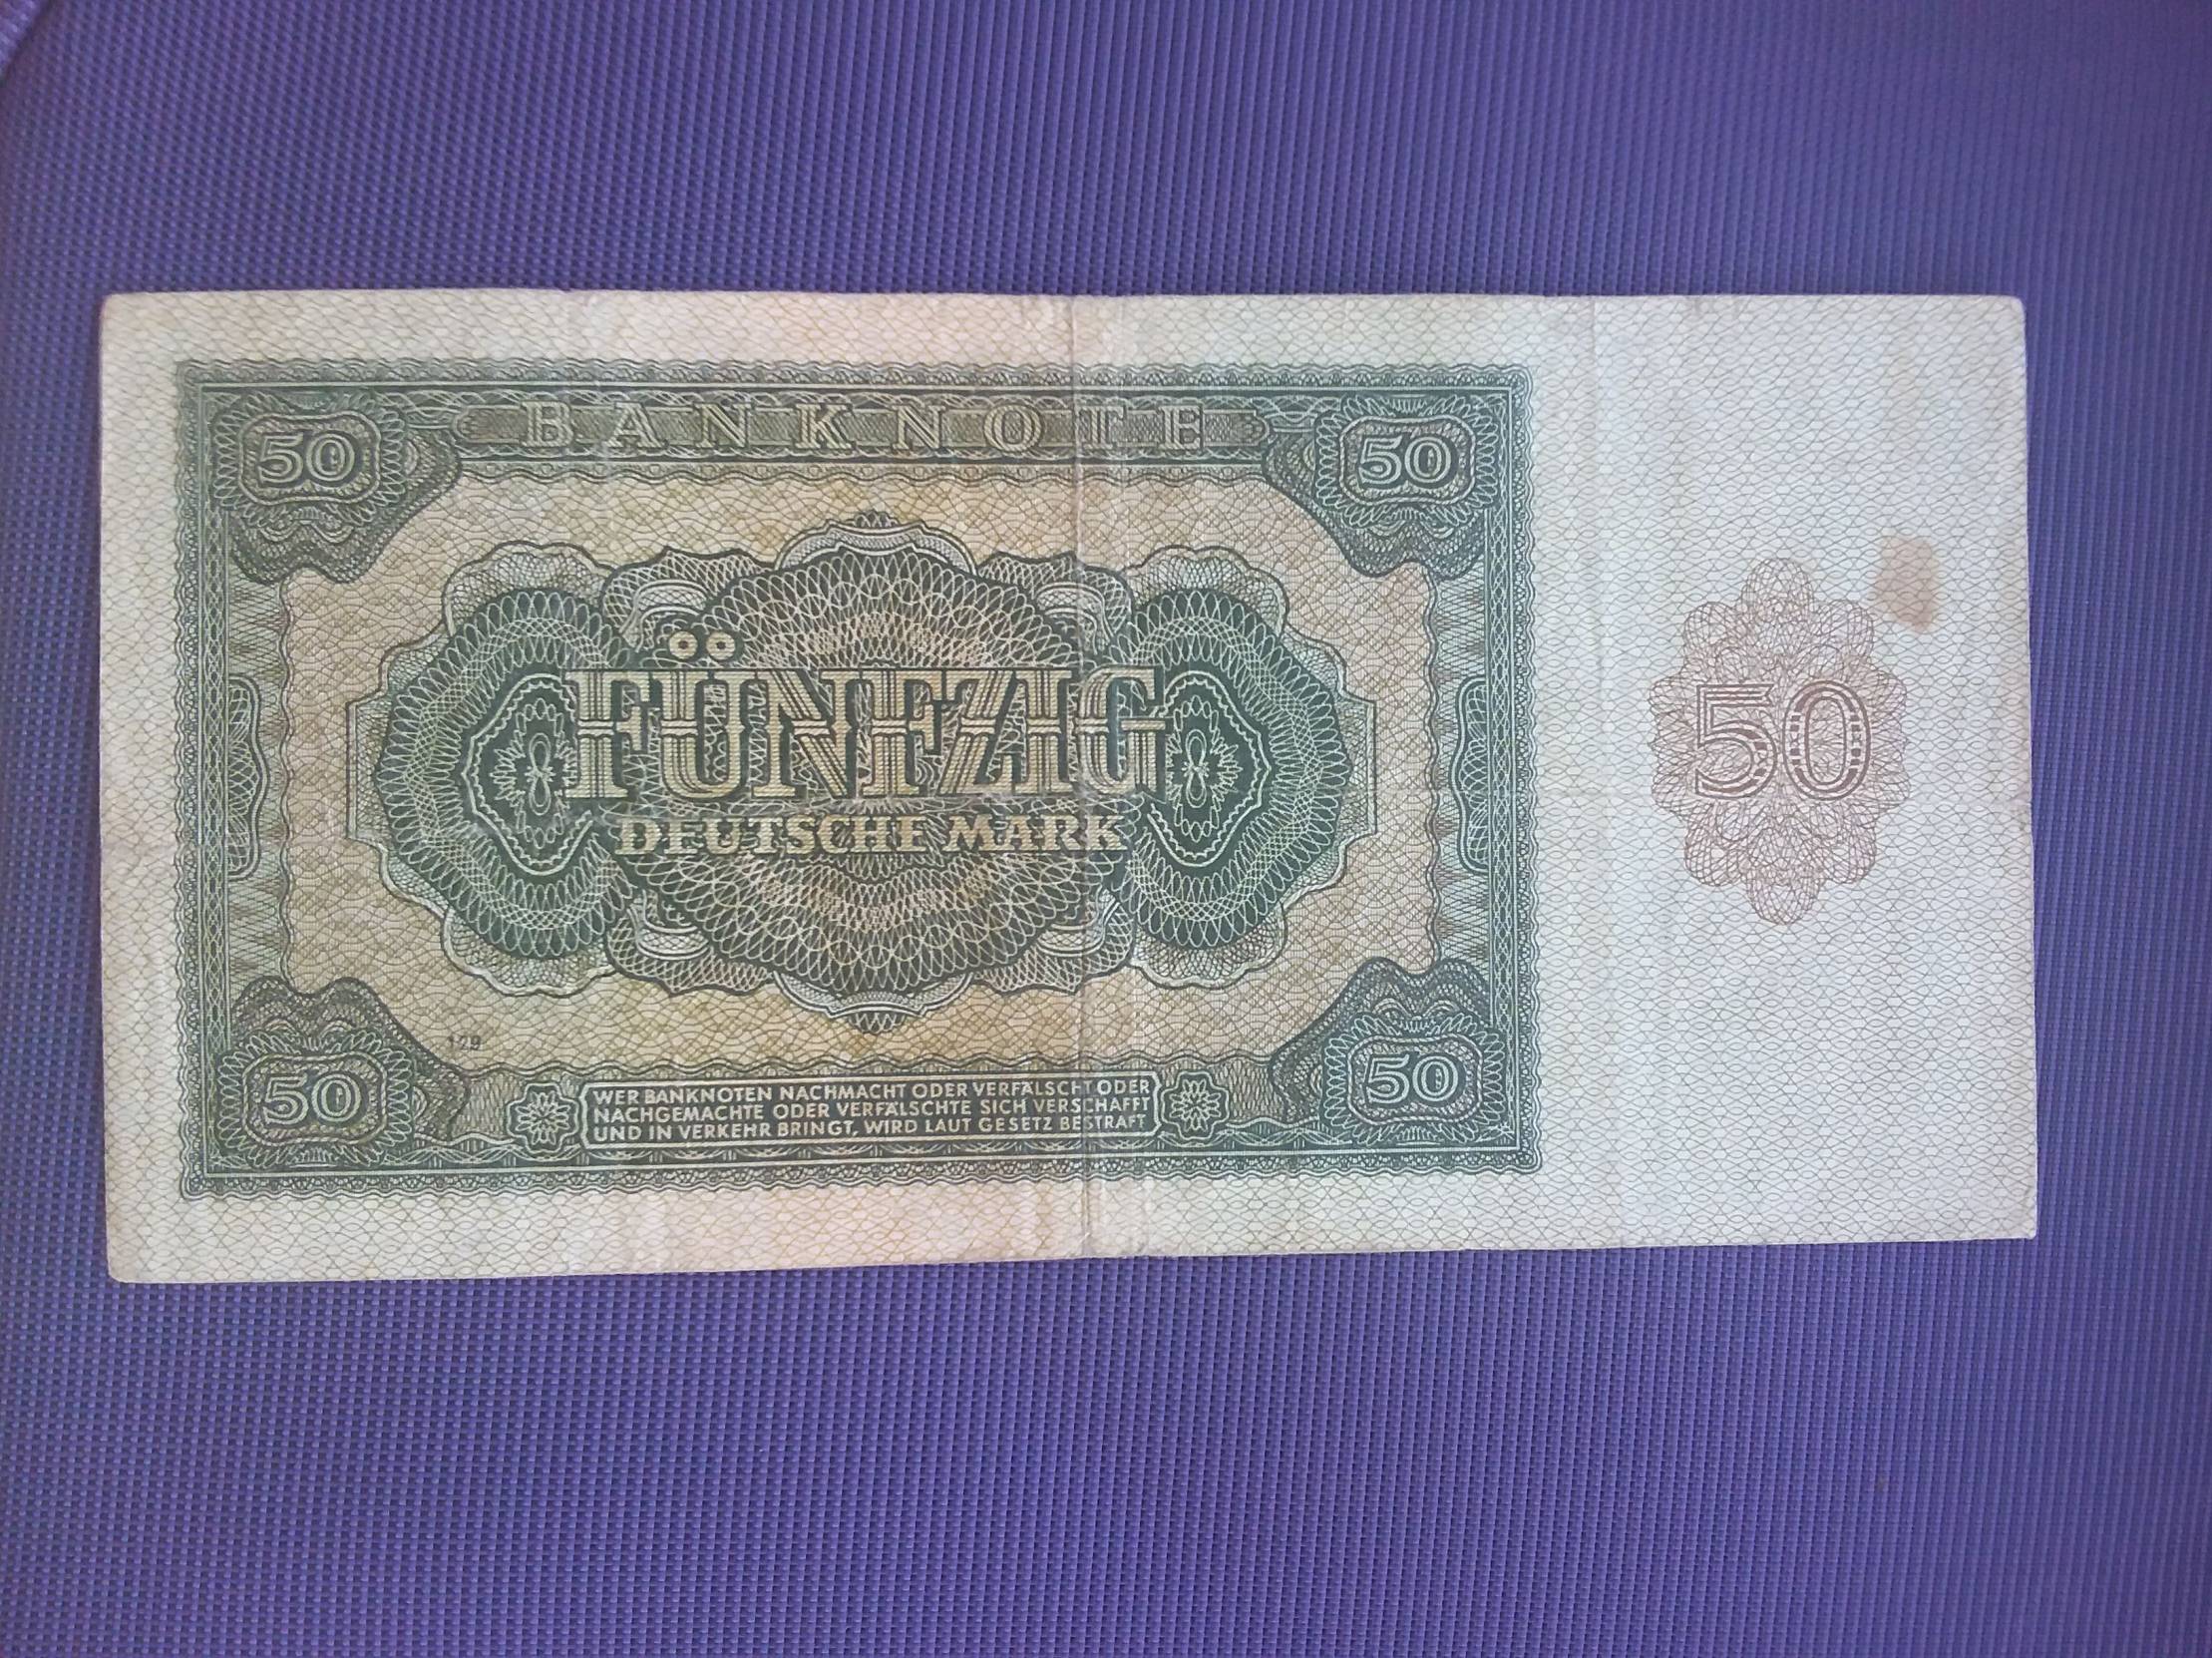 BANKNOTE
50
50
FÜNFZIG
DEUTSCHE MARK
50
129
50
50
WER BANKNOTEN NACHMACHT ODER VERFÄLSCHT ODER
NACHGEMACHTE ODER VERFÄLSCHTE SICH VERSCHAFFT
UND IN VERKEHR BRINGT, WIRD LAUT GESETZ BESTRAFT